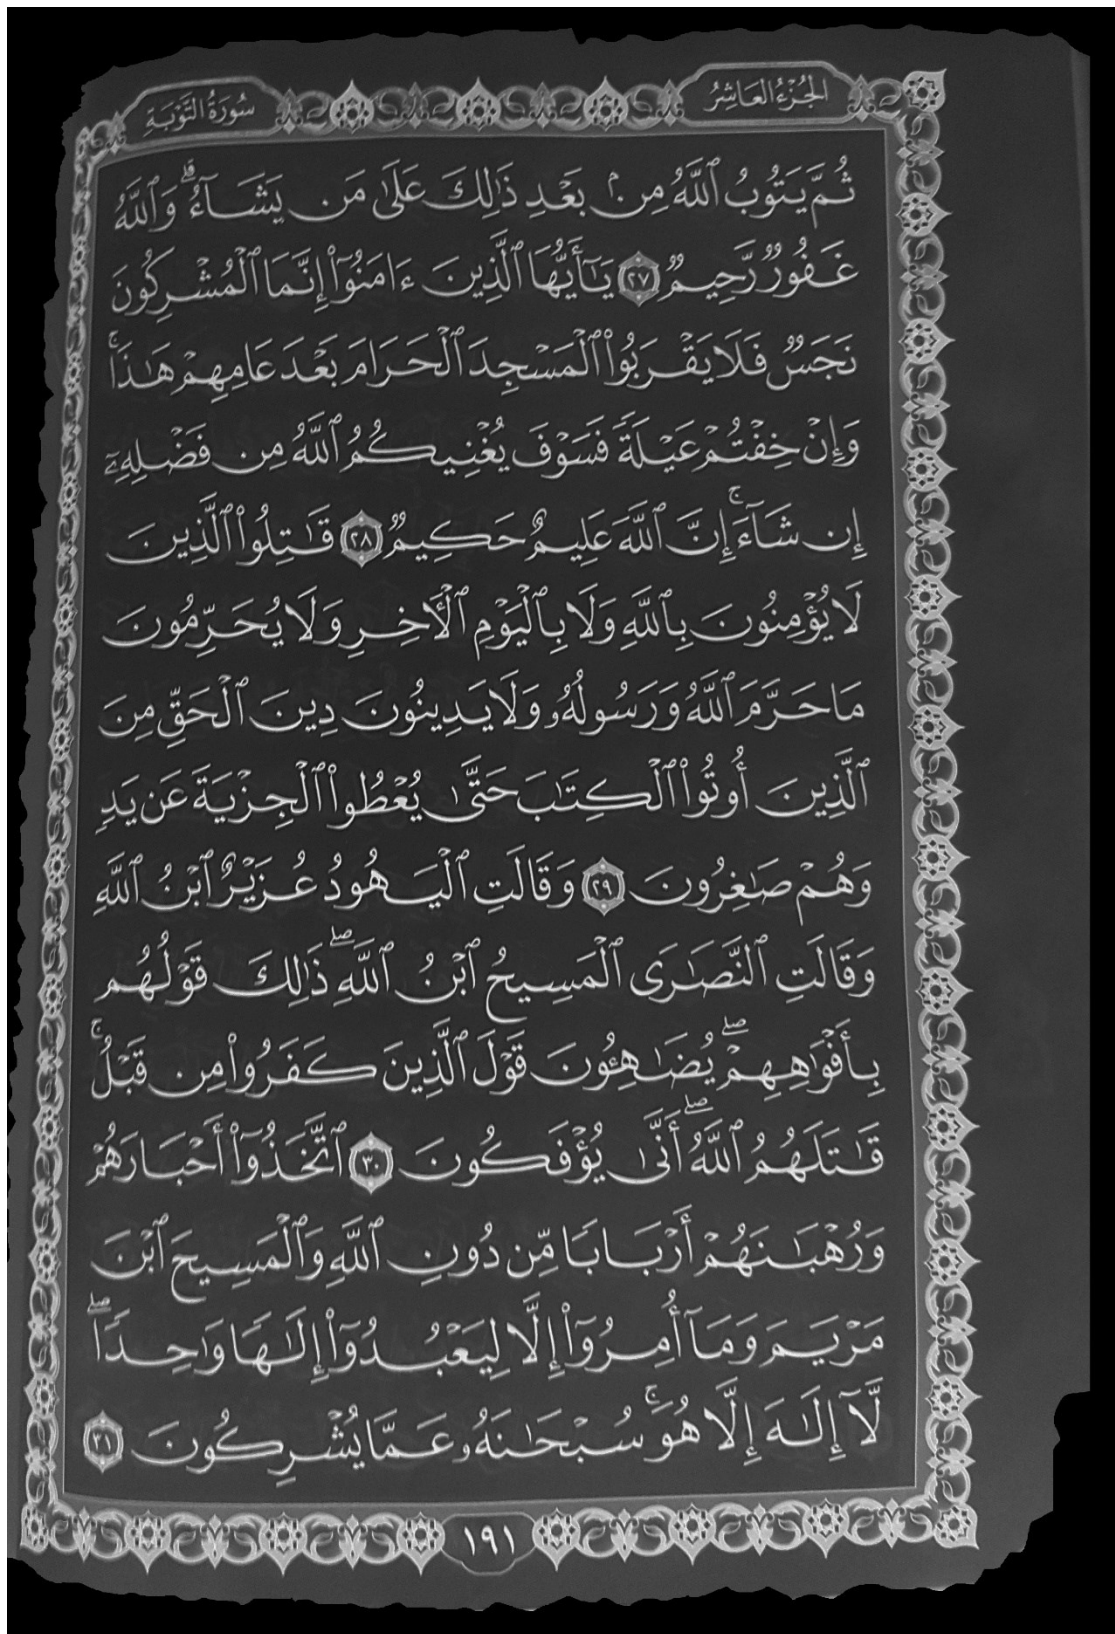 الجُزْءُ العَاشِرُ
سُورَةُ التَّوْبَةِ
ثُمَّ يَتُوبُ ٱللَّهُ مِنۢ بَعْدِ ذَٰلِكَ عَلَىٰ مَن يَشَآءُۗ وَٱللَّهُ
غَفُورٌ رَّحِيمٌ ٢٧ يَٰٓأَيُّهَا ٱلَّذِينَ ءَامَنُوٓا۟ إِنَّمَا ٱلْمُشْرِكُونَ
نَجَسٌ فَلَا يَقْرَبُوا۟ ٱلْمَسْجِدَ ٱلْحَرَامَ بَعْدَ عَامِهِمْ هَٰذَاۚ
وَإِنْ خِفْتُمْ عَيْلَةً فَسَوْفَ يُغْنِيكُمُ ٱللَّهُ مِن فَضْلِهِۦٓ
إِن شَآءَۚ إِنَّ ٱللَّهَ عَلِيمٌ حَكِيمٌ ٢٨ قَٰتِلُوا۟ ٱلَّذِينَ
لَا يُؤْمِنُونَ بِٱللَّهِ وَلَا بِٱلْيَوْمِ ٱلْءَاخِرِ وَلَا يُحَرِّمُونَ
مَا حَرَّمَ ٱللَّهُ وَرَسُولُهُۥ وَلَا يَدِينُونَ دِينَ ٱلْحَقِّ مِنَ
ٱلَّذِينَ أُوتُوا۟ ٱلْكِتَٰبَ حَتَّىٰ يُعْطُوا۟ ٱلْجِزْيَةَ عَن يَدٍ
وَهُمْ صَٰغِرُونَ ٢٩ وَقَالَتِ ٱلْيَهُودُ عُزَيْرٌ ٱبْنُ ٱللَّهِ
وَقَالَتِ ٱلنَّصَٰرَى ٱلْمَسِيحُ ٱبْنُ ٱللَّهِۖ ذَٰلِكَ قَوْلُهُم
بِأَفْوَٰهِهِمْۖ يُضَٰهِـُٔونَ قَوْلَ ٱلَّذِينَ كَفَرُوا۟ مِن قَبْلُۚ
قَٰتَلَهُمُ ٱللَّهُۖ أَنَّىٰ يُؤْفَكُونَ ٣٠ ٱتَّخَذُوٓا۟ أَحْبَارَهُمْ
وَرُهْبَٰنَهُمْ أَرْبَابًا مِّن دُونِ ٱللَّهِ وَٱلْمَسِيحَ ٱبْنَ
مَرْيَمَ وَمَآ أُمِرُوٓا۟ إِلَّا لِيَعْبُدُوٓا۟ إِلَٰهًا وَٰحِدًاۖ
لَّآ إِلَٰهَ إِلَّا هُوَۚ سُبْحَٰنَهُۥ عَمَّا يُشْرِكُونَ ٣١
١٩١